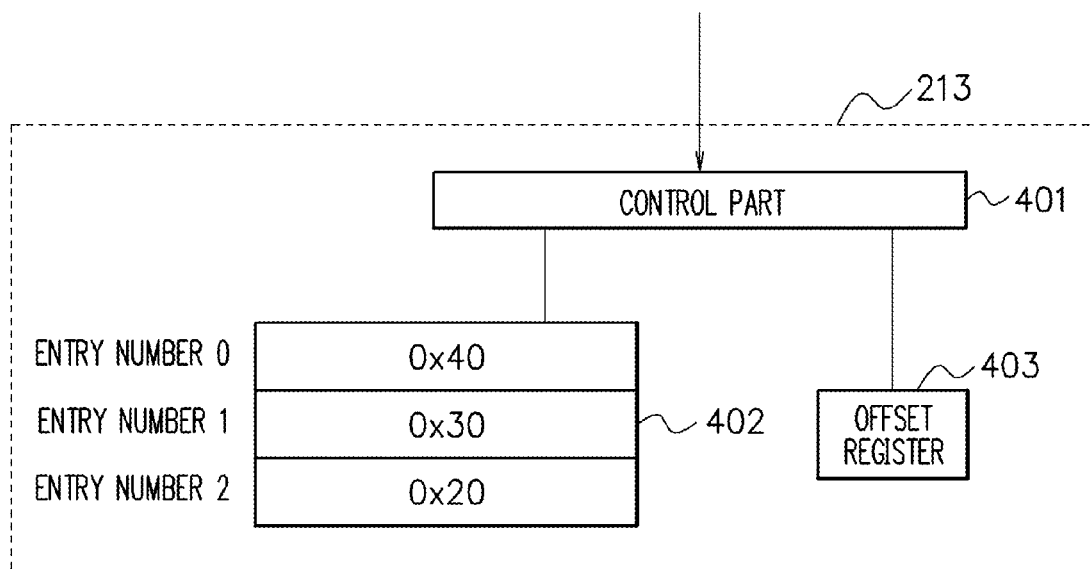 213
CONTROL PART
401
ENTRY NUMBER 0
0x40
403
ENTRY NUMBER 1
0x30
402
OFFSET
REGISTER
ENTRY NUMBER 2
0x20